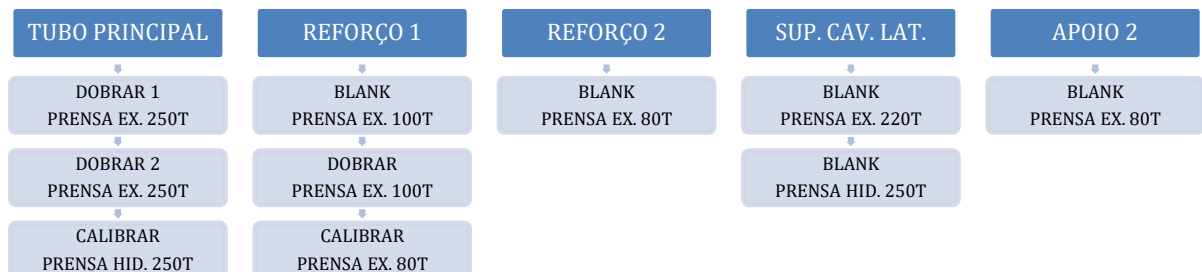 TUBO PRINCIPAL
DOBRAR 1
PRENSA EX. 250T
DOBRAR 2
PRENSA EX. 250T
CALIBRAR
PRENSA HID. 250T
REFORÇO 1
BLANK
PRENSA EX. 100T
DOBRAR
PRENSA EX. 100T
CALIBRAR
PRENSA EX. 80T
REFORÇO 2
BLANK
PRENSA EX. 80T
SUP. CAV. LAT.
BLANK
PRENSA EX. 220T
BLANK
PRENSA HID. 250T
APOIO 2
BLANK
PRENSA EX. 80T